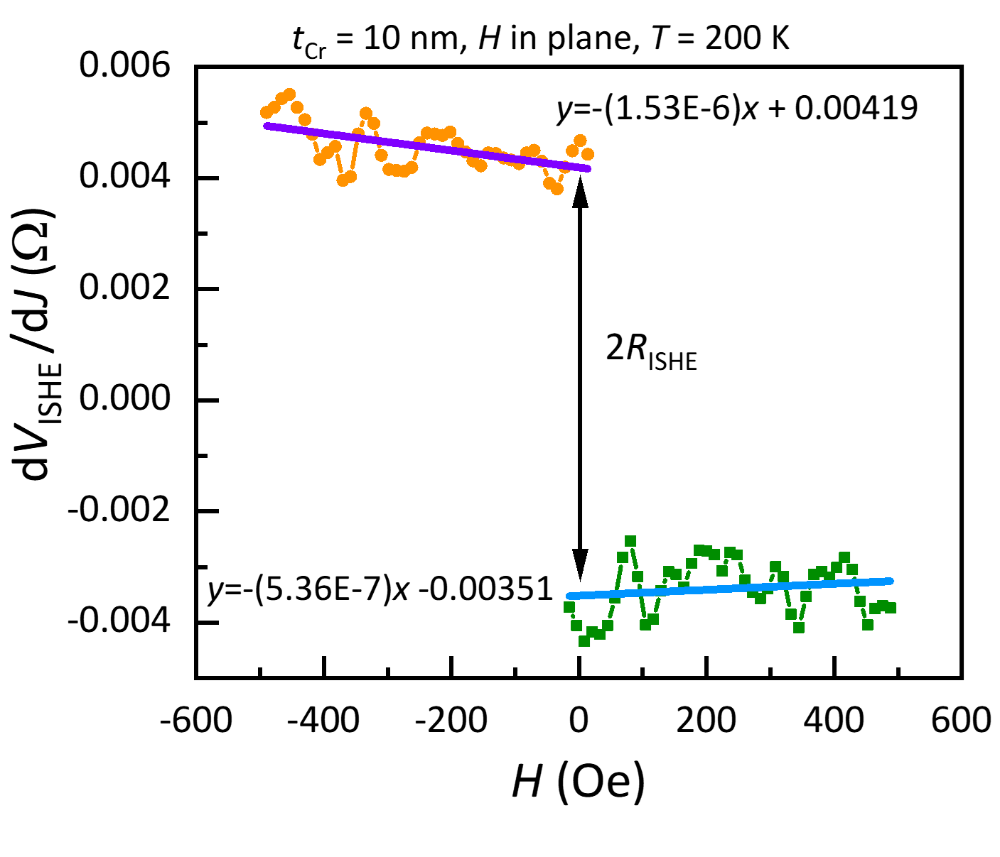 t_Cr = 10 nm, H in plane, T = 200 K
0.006
0.004
0.002
0.000
-0.002
-0.004
dV_ISHE/dJ (Ω)
y=-(1.53E-6)x + 0.00419
2R_ISHE
y=-(5.36E-7)x -0.00351
-600 -400 -200 0 200 400 600
H (Oe)